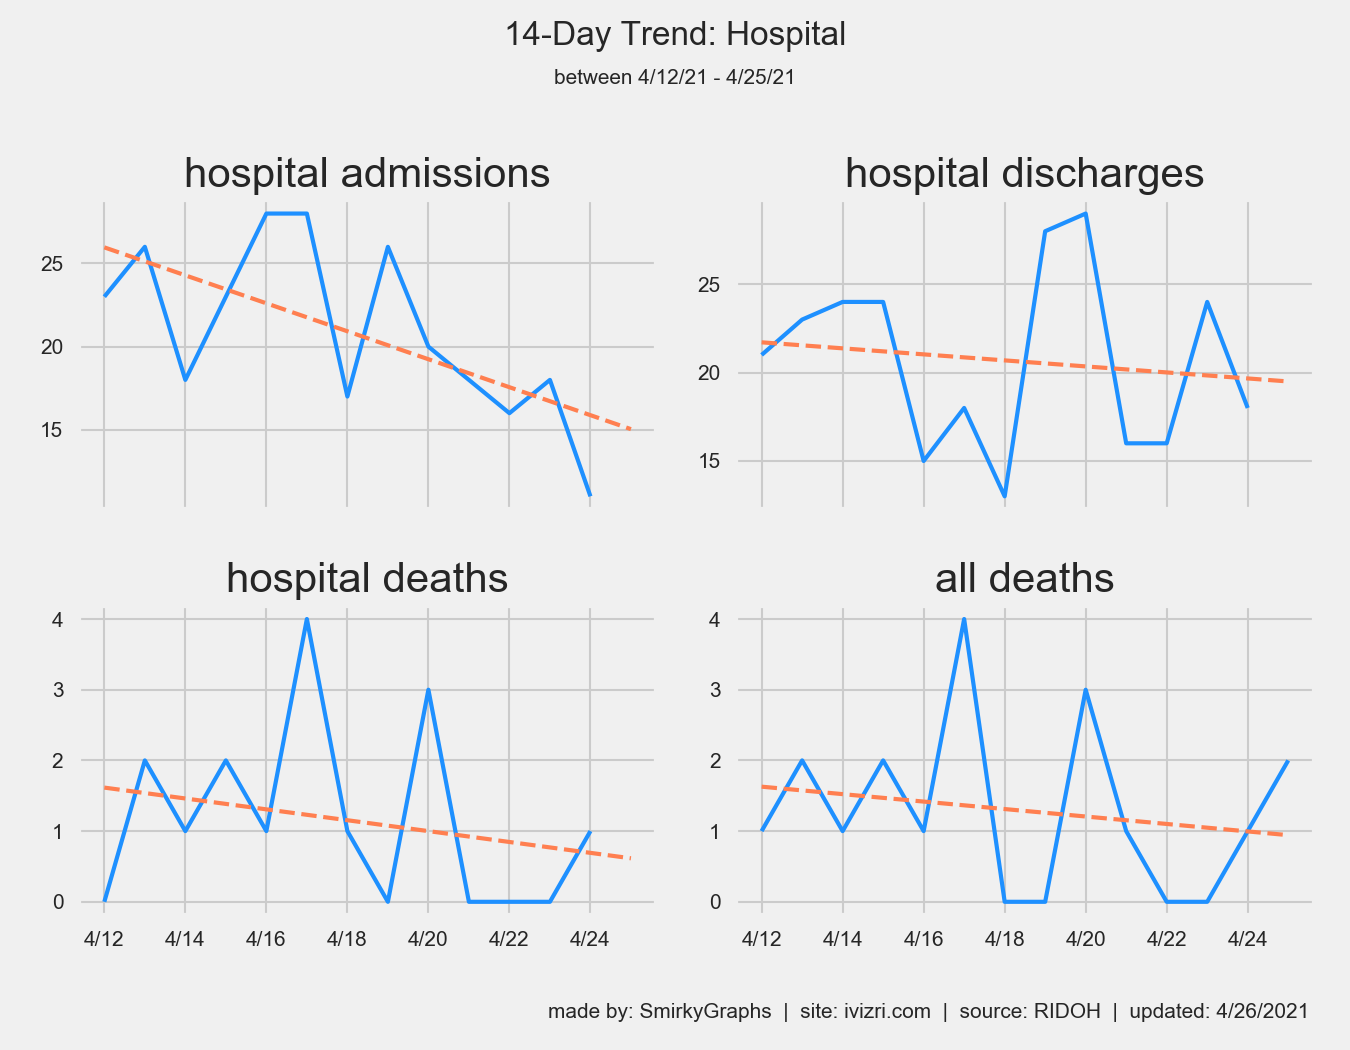 14-Day Trend: Hospital
between 4/12/21 - 4/25/21
hospital admissions
25
20
15
hospital discharges
25
20
15
hospital deaths
4
3
2
1
0
4/12 4/14 4/16 4/18 4/20 4/22 4/24
all deaths
4
3
2
1
0
4/12 4/14 4/16 4/18 4/20 4/22 4/24
made by: SmirkyGraphs | site: ivizri.com | source: RIDOH | updated: 4/26/2021